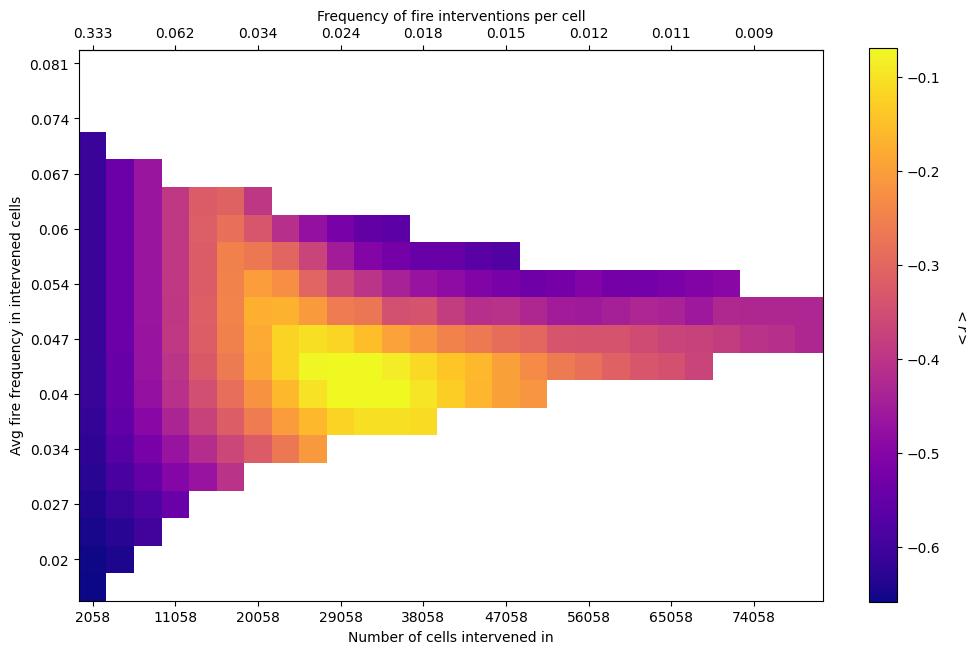 Frequency of fire interventions per cell
0.333 0.062 0.034 0.024 0.018 0.015 0.012 0.011 0.009
Avg fire frequency in intervened cells
0.081
0.074
0.067
0.06
0.054
0.047
0.04
0.034
0.027
0.02
2058 11058 20058 29058 38058 47058 56058 65058 74058
Number of cells intervened in
−0.1
−0.2
−0.3
−0.4
−0.5
−0.6
< r >